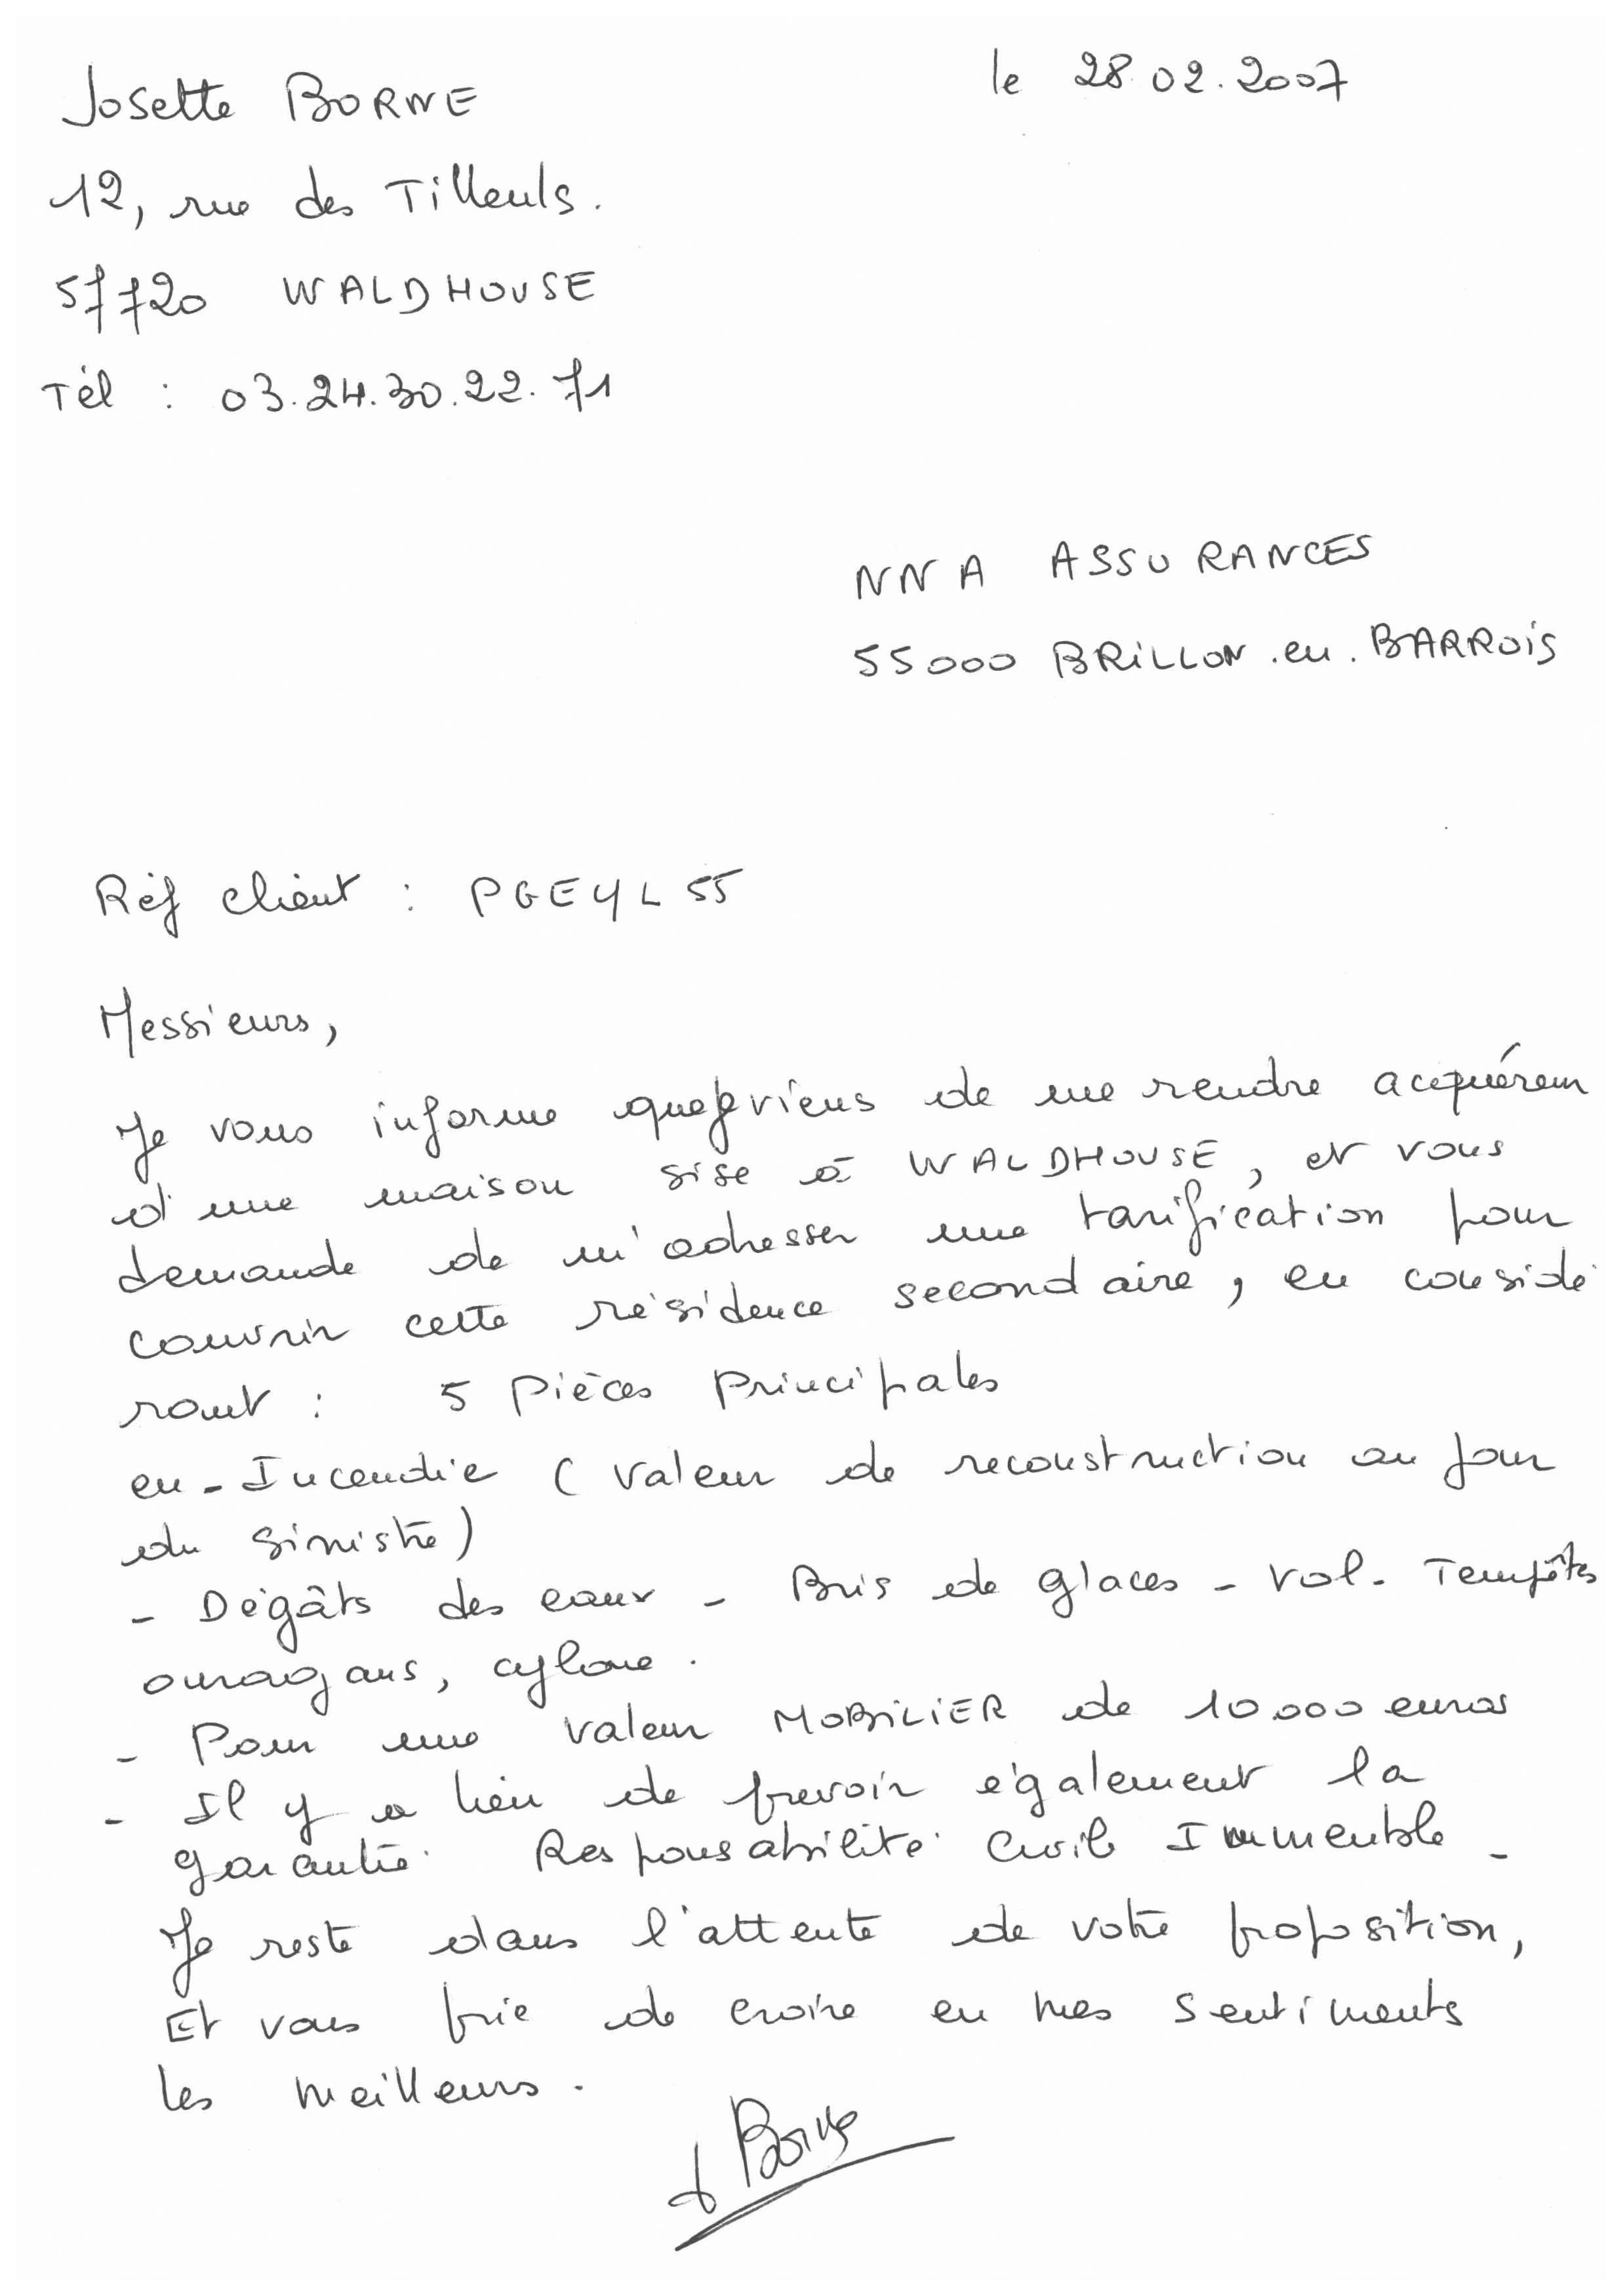 Josette BORNE
le 28.02.2007
12, rue des Tilleuls.
57720 WALDHOUSE
Tél : 03.24.30.22.71
NNA ASSURANCES
55000 BRILLON.en.BARROIS
Réf client : PGEYL55
Messieurs,
Je vous informe que je viens de me rendre acquéreur
d'une maison sise à WALDHOUSE, et vous
demande de m'adresser une tarification pour
couvrir cette résidence secondaire, en considé
rant : 5 pièces principales
en - Incendie (valeur de reconstruction au jour
du sinistre)
- Dégâts des eaux - Bris de glaces - Vol - Tempêtes
ouragans, cylone.
- Pour une valeur MOBILIER de 10 000 euros
- Il y a lieu de prevoir également la
garantie Responsabilité Civile Immeuble -
Je reste dans l'attente de votre proposition,
Et vous prie de croire en mes sentiments
les meilleurs.
J Borne